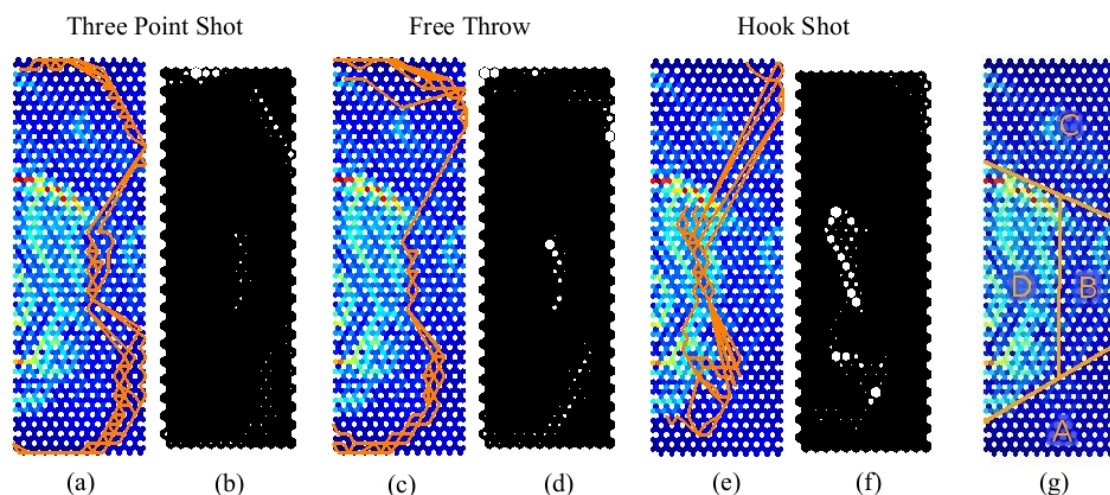 Three Point Shot Free Throw Hook Shot
C
D B
A
(a) (b) (c) (d) (e) (f) (g)